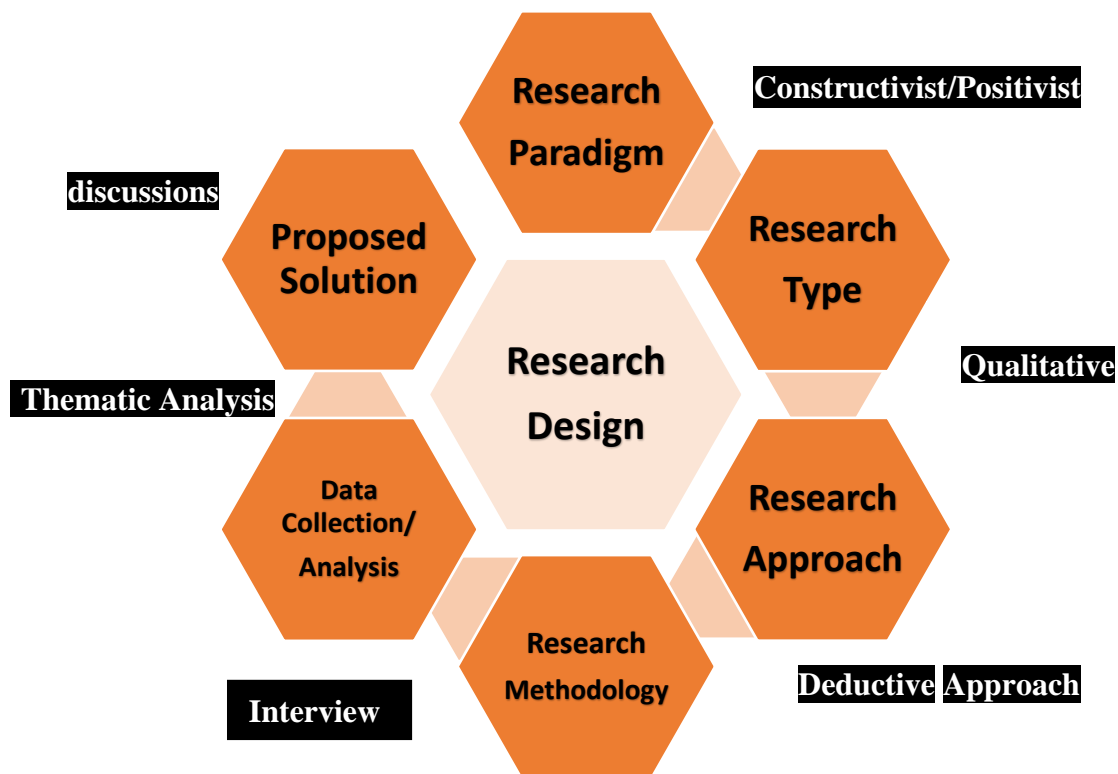 Research
Paradigm
Constructivist/Positivist
Research
Type
Qualitative
Research
Approach
Deductive Approach
Research
Methodology
Interview
Data
Collection/
Analysis
Thematic Analysis
Proposed
Solution
discussions
Research
Design